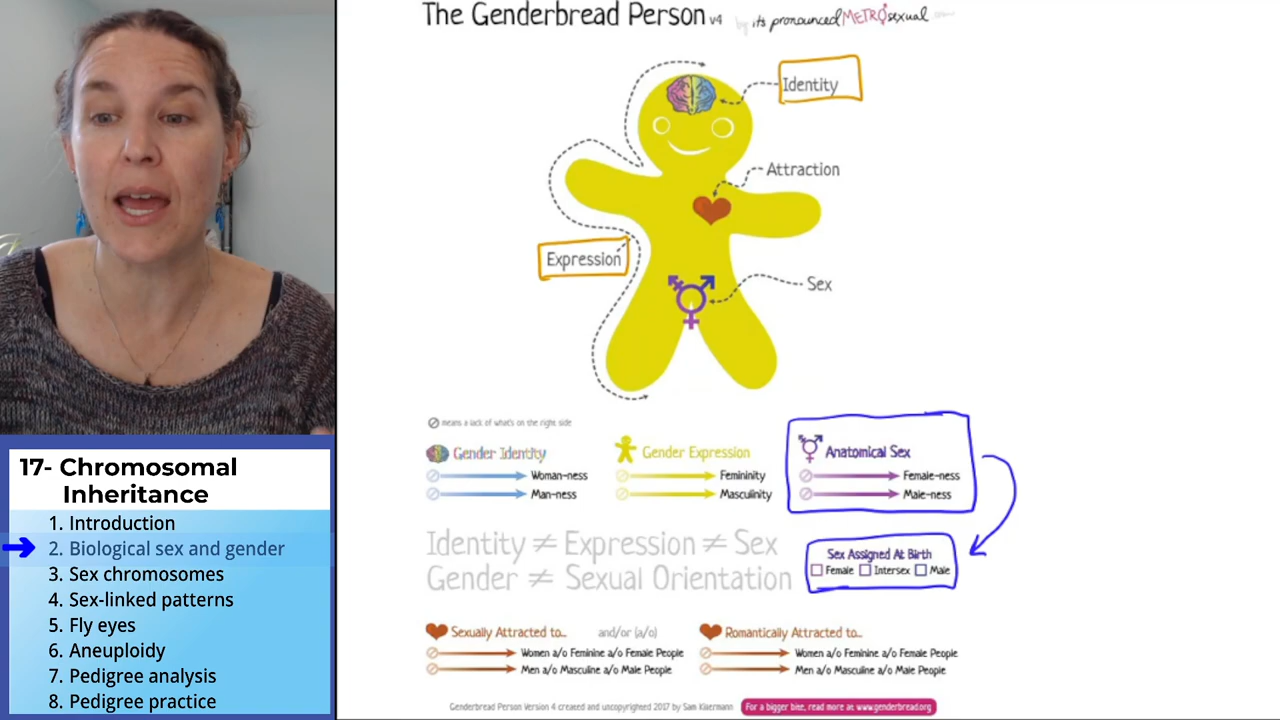 The Genderbread Person v4 by it's pronounced METROsexual .com
Identity
Attraction
Expression
Sex
means a lack of what's on the right side
Gender Identity
Woman-ness
Man-ness
Gender Expression
Femininity
Masculinity
Anatomical Sex
Female-ness
Male-ness
Identity ≠ Expression ≠ Sex
Gender ≠ Sexual Orientation
Sex Assigned At Birth
Female Intersex Male
Sexually Attracted to... and/or (a/o)
Women a/o Feminine a/o Female People
Men a/o Masculine a/o Male People
Romantically Attracted to...
Women a/o Feminine a/o Female People
Men a/o Masculine a/o Male People
Genderbread Person Version 4 created and uncopyrighted 2017 by Sam Killermann
For a bigger bite, read more at www.genderbread.org
17- Chromosomal
Inheritance
1. Introduction
2. Biological sex and gender
3. Sex chromosomes
4. Sex-linked patterns
5. Fly eyes
6. Aneuploidy
7. Pedigree analysis
8. Pedigree practice